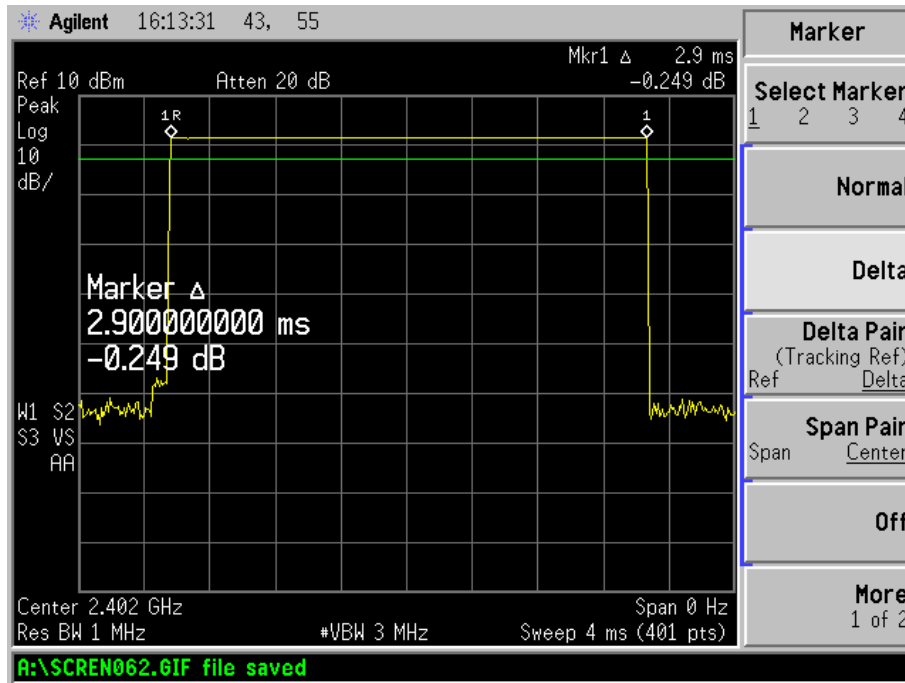 Agilent 16:13:31 43, 55
Marker
Mkr1 Δ 2.9 ms
Ref 10 dBm Atten 20 dB -0.249 dB
Peak
Log
10
dB/
1R
1
Select Marker
1 2 3 4
Normal
Delta
Marker Δ
2.900000000 ms
-0.249 dB
Delta Pair
(Tracking Ref)
Ref Delta
W1 S2
S3 VS
AA
Span Pair
Span Center
Off
Center 2.402 GHz Span 0 Hz
Res BW 1 MHz #VBW 3 MHz Sweep 4 ms (401 pts)
More
1 of 2
A:\SCREN062.GIF file saved